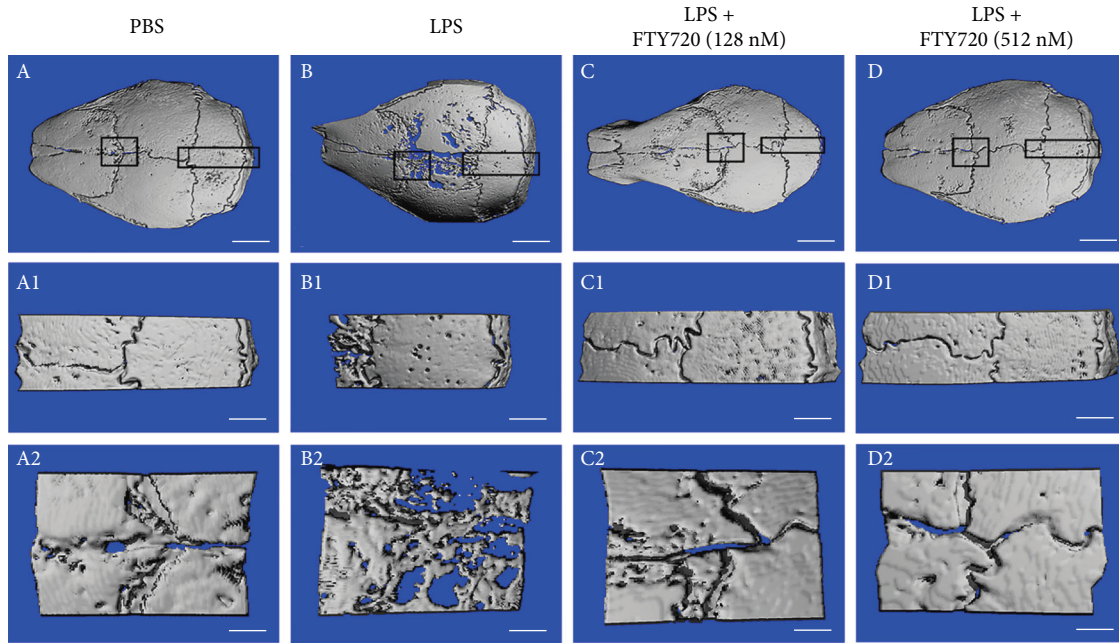 PBS
LPS
LPS +
FTY720 (128 nM)
LPS +
FTY720 (512 nM)
A
B
C
D
A1
B1
C1
D1
A2
B2
C2
D2